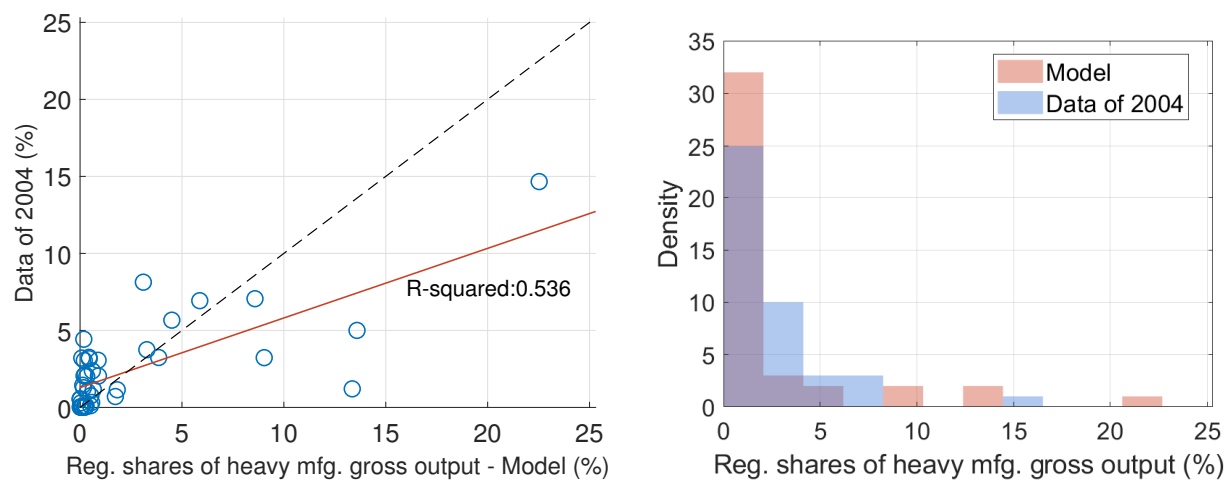 25
20
15
10
5
0
Data of 2004 (%)
R-squared:0.536
0 5 10 15 20 25
Reg. shares of heavy mfg. gross output - Model (%)
35
30
25
20
15
10
5
0
Density
Model
Data of 2004
0 5 10 15 20 25
Reg. shares of heavy mfg. gross output (%)